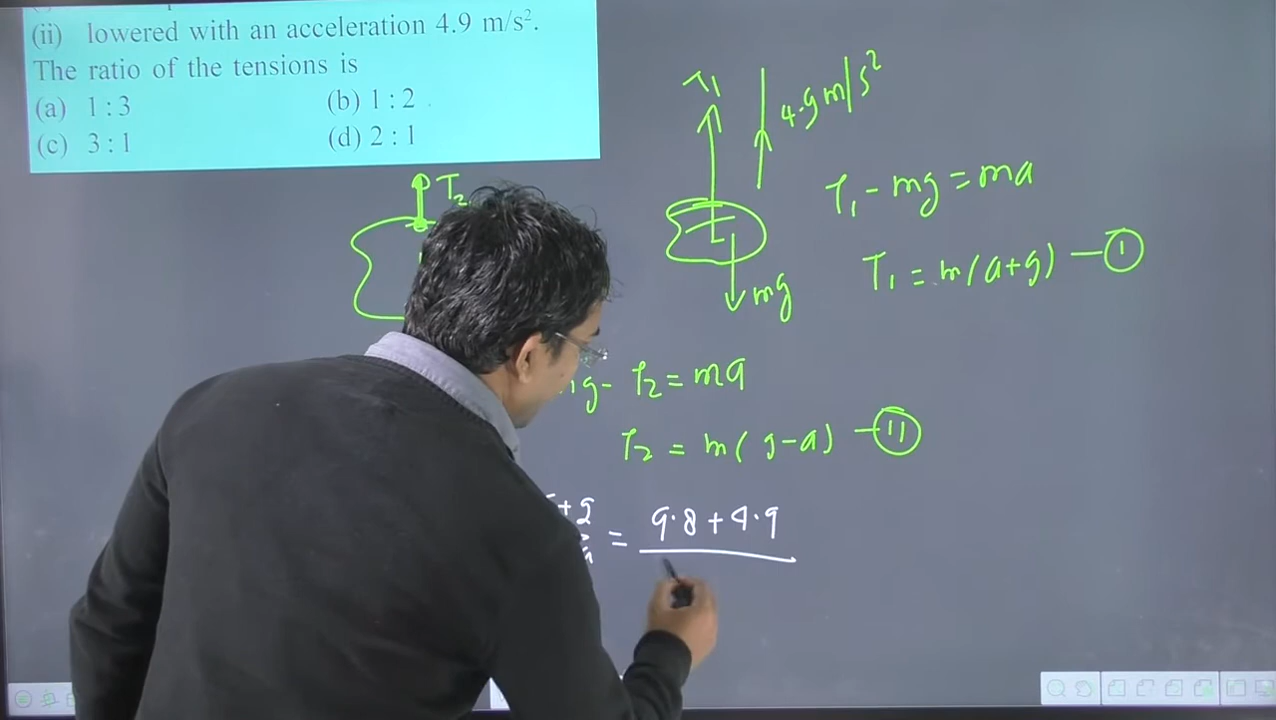 (ii) lowered with an acceleration 4.9 m/s².
The ratio of the tensions is
(a) 1 : 3 (b) 1 : 2
(c) 3 : 1 (d) 2 : 1
T₁
4.9 m/s²
T₂
T₁ - mg = ma
mg
T₁ = m(a+g) — I
g - T₂ = ma
T₂ = m(g-a) — II
+g = 9.8 + 4.9